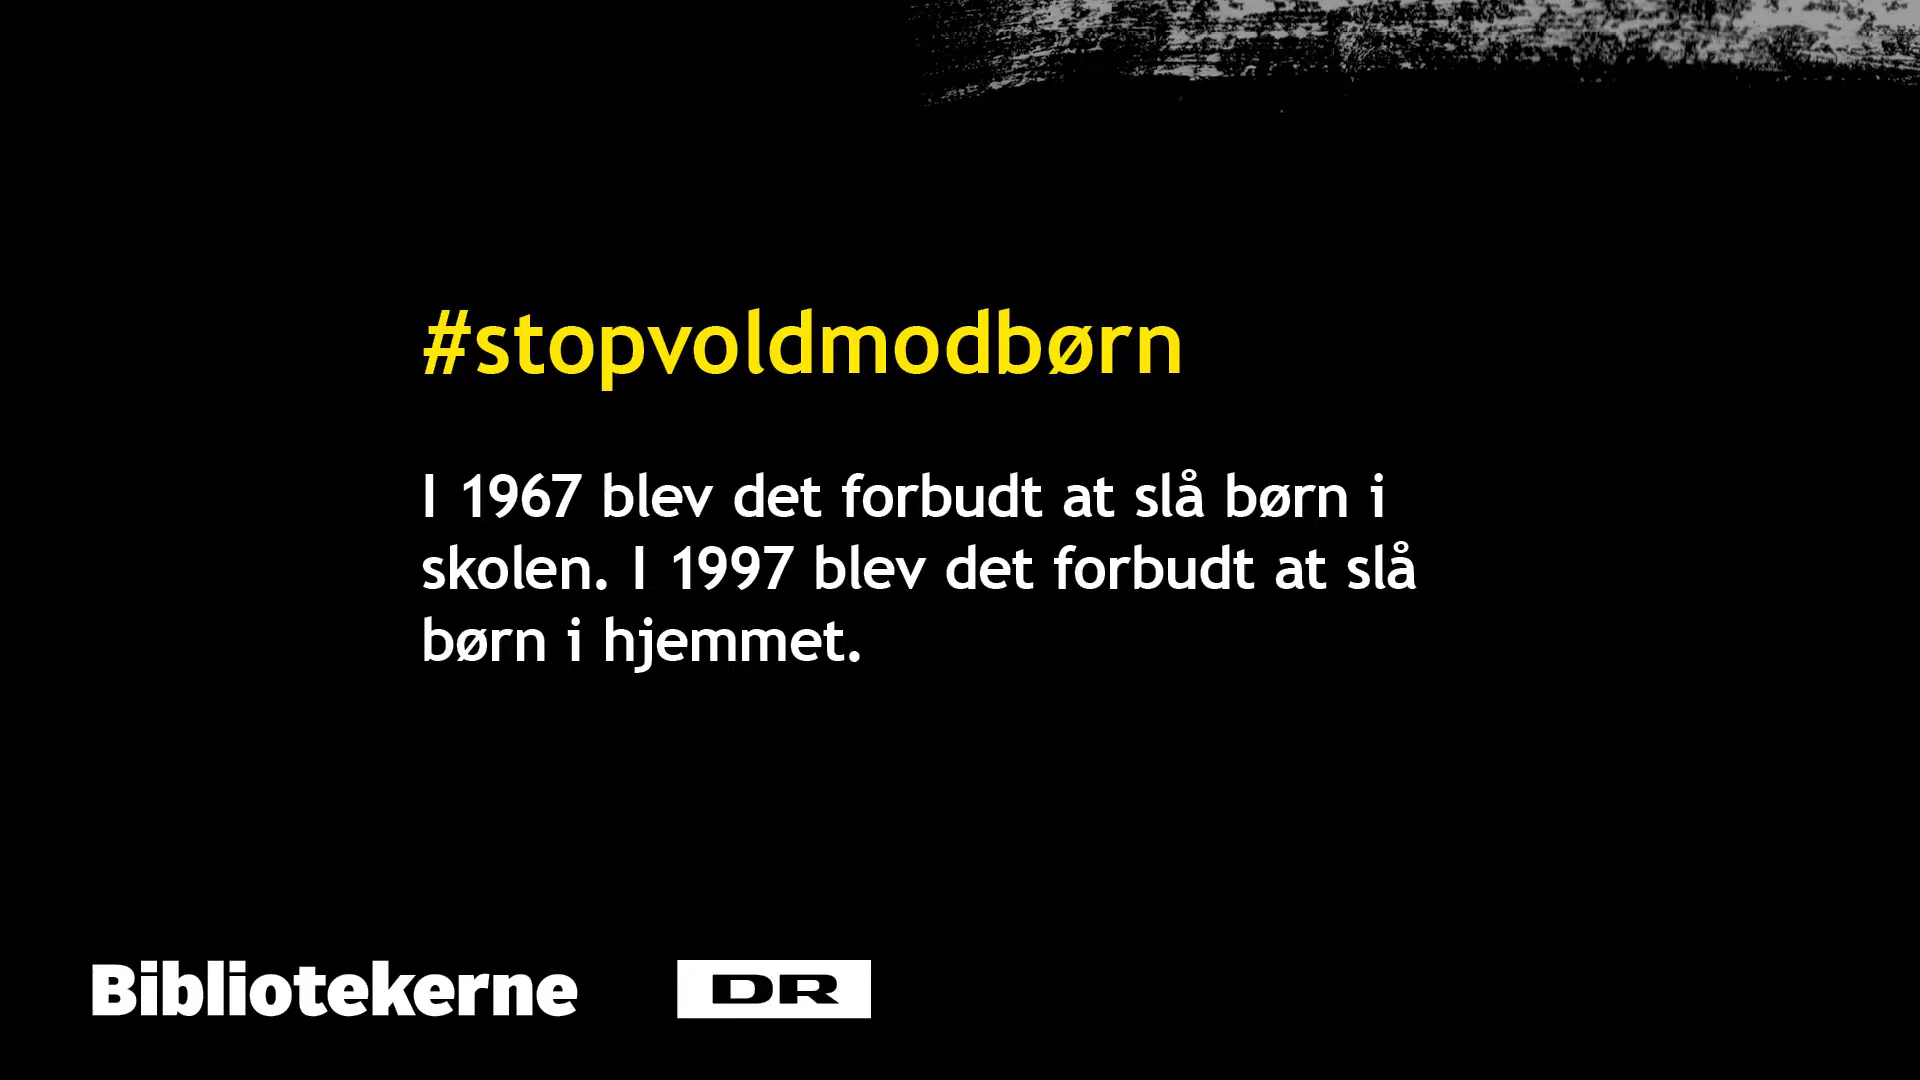 #stopvoldmodbørn
I 1967 blev det forbudt at slå børn i
skolen. I 1997 blev det forbudt at slå
børn i hjemmet.
Bibliotekerne
DR